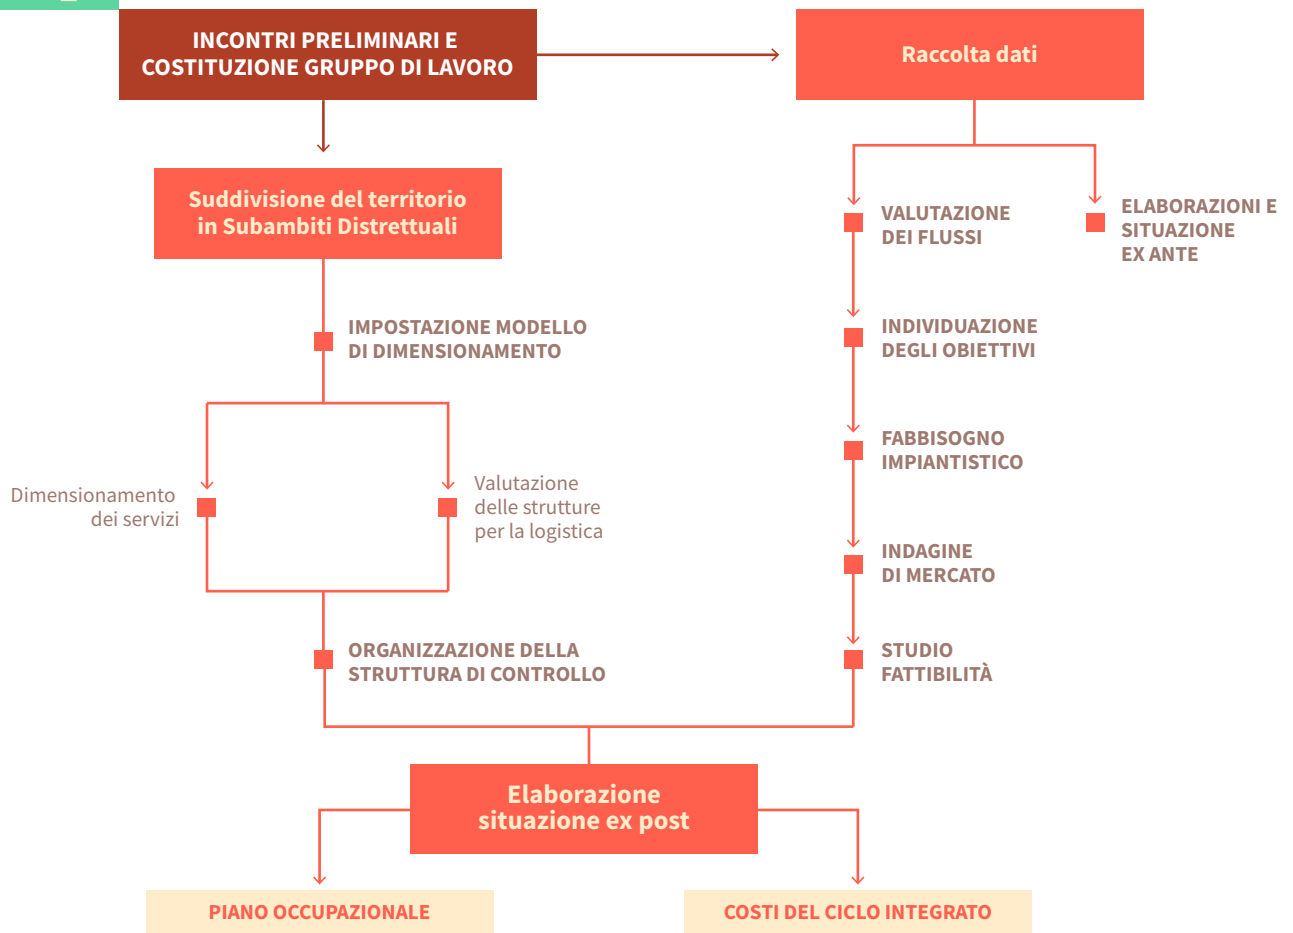 INCONTRI PRELIMINARI E
COSTITUZIONE GRUPPO DI LAVORO
Raccolta dati
Suddivisione del territorio
in Subambiti Distrettuali
VALUTAZIONE
DEI FLUSSI
ELABORAZIONI E
SITUAZIONE
EX ANTE
IMPOSTAZIONE MODELLO
DI DIMENSIONAMENTO
INDIVIDUAZIONE
DEGLI OBIETTIVI
FABBISOGNO
IMPIANTISTICO
Dimensionamento
dei servizi
Valutazione
delle strutture
per la logistica
INDAGINE
DI MERCATO
ORGANIZZAZIONE DELLA
STRUTTURA DI CONTROLLO
STUDIO
FATTIBILITÀ
Elaborazione
situazione ex post
PIANO OCCUPAZIONALE
COSTI DEL CICLO INTEGRATO